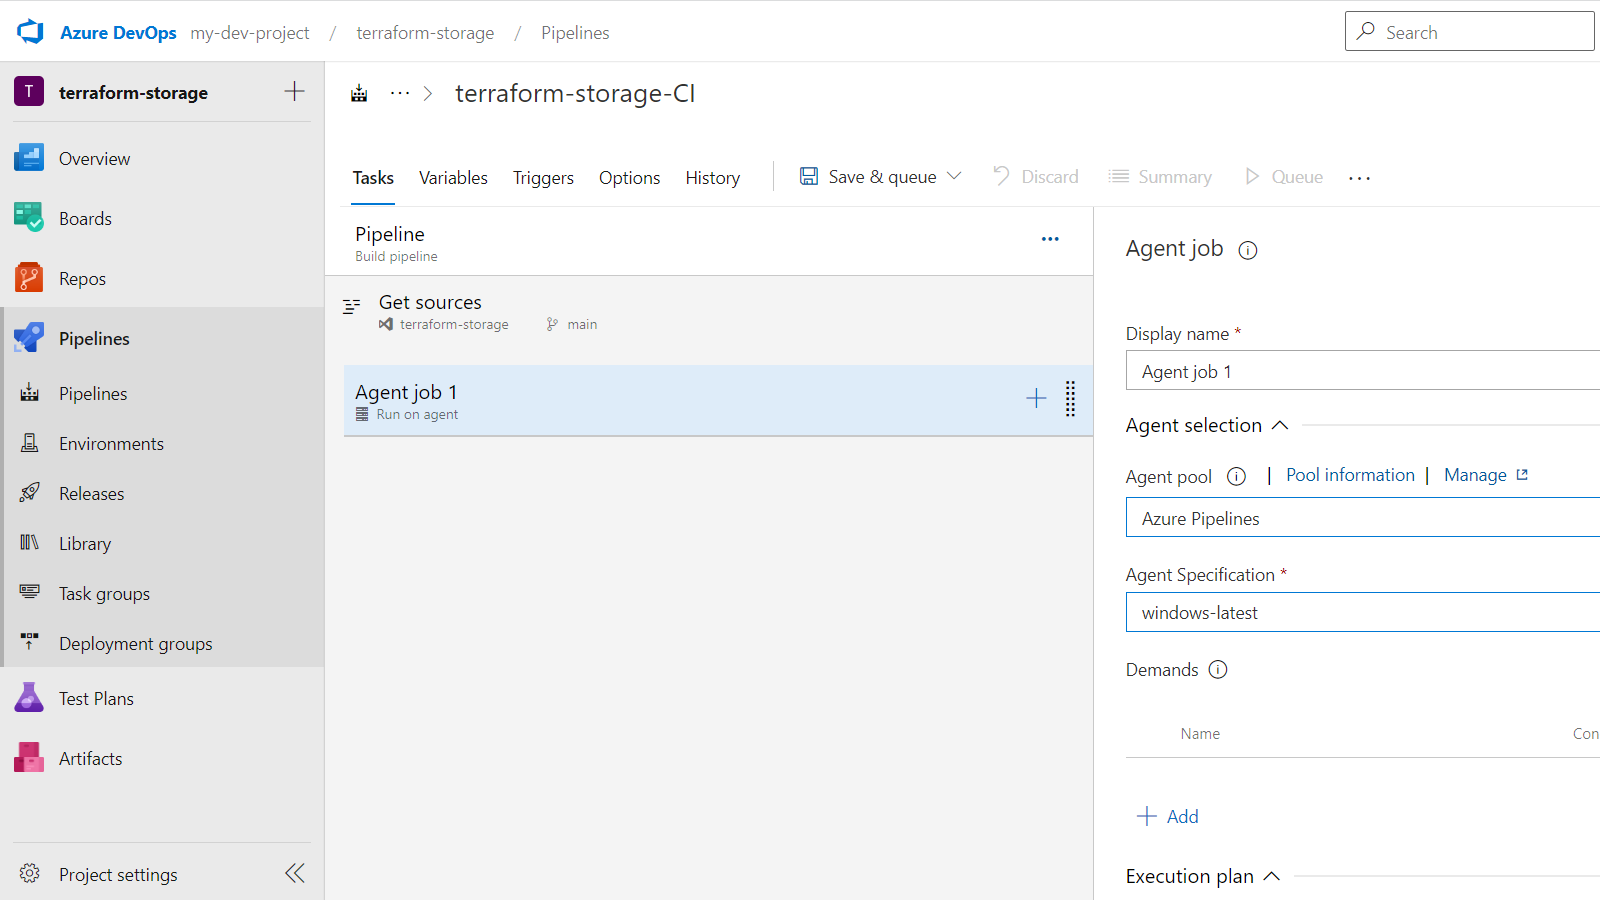 Azure DevOps my-dev-project / terraform-storage / Pipelines
Search
T terraform-storage
Overview
Boards
Repos
Pipelines
Pipelines
Environments
Releases
Library
Task groups
Deployment groups
Test Plans
Artifacts
Project settings
... > terraform-storage-CI
Tasks Variables Triggers Options History Save & queue Discard Summary Queue ...
Pipeline
Build pipeline
Get sources
terraform-storage main
Agent job 1
Run on agent
Agent job
Display name *
Agent job 1
Agent selection
Agent pool | Pool information | Manage
Azure Pipelines
Agent Specification *
windows-latest
Demands
Name Con
Add
Execution plan